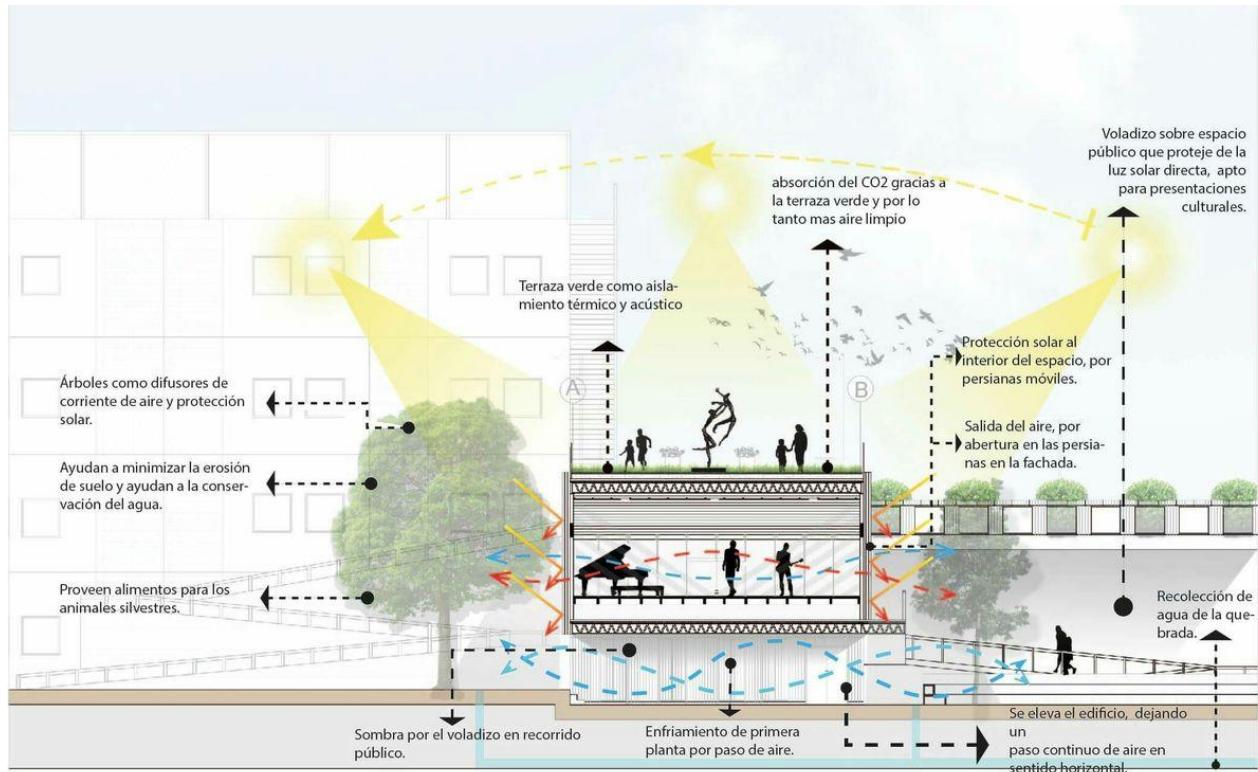 Voladizo sobre espacio
público que proteje de la
luz solar directa, apto
para presentaciones
culturales.
absorción del CO2 gracias a
la terraza verde y por lo
tanto mas aire limpio
Terraza verde como aisla-
miento térmico y acústico
Protección solar al
interior del espacio, por
persianas móviles.
Árboles como difusores de
corriente de aire y protección
solar.
A
B
Salida del aire, por
abertura en las persia-
nas en la fachada.
Ayudan a minimizar la erosión
de suelo y ayudan a la conser-
vación del agua.
Proveen alimentos para los
animales silvestres.
Recolección de
agua de la que-
brada.
Sombra por el voladizo en recorrido
público.
Enfriamiento de primera
planta por paso de aire.
Se eleva el edificio, dejando
un
paso continuo de aire en
sentido horizontal.